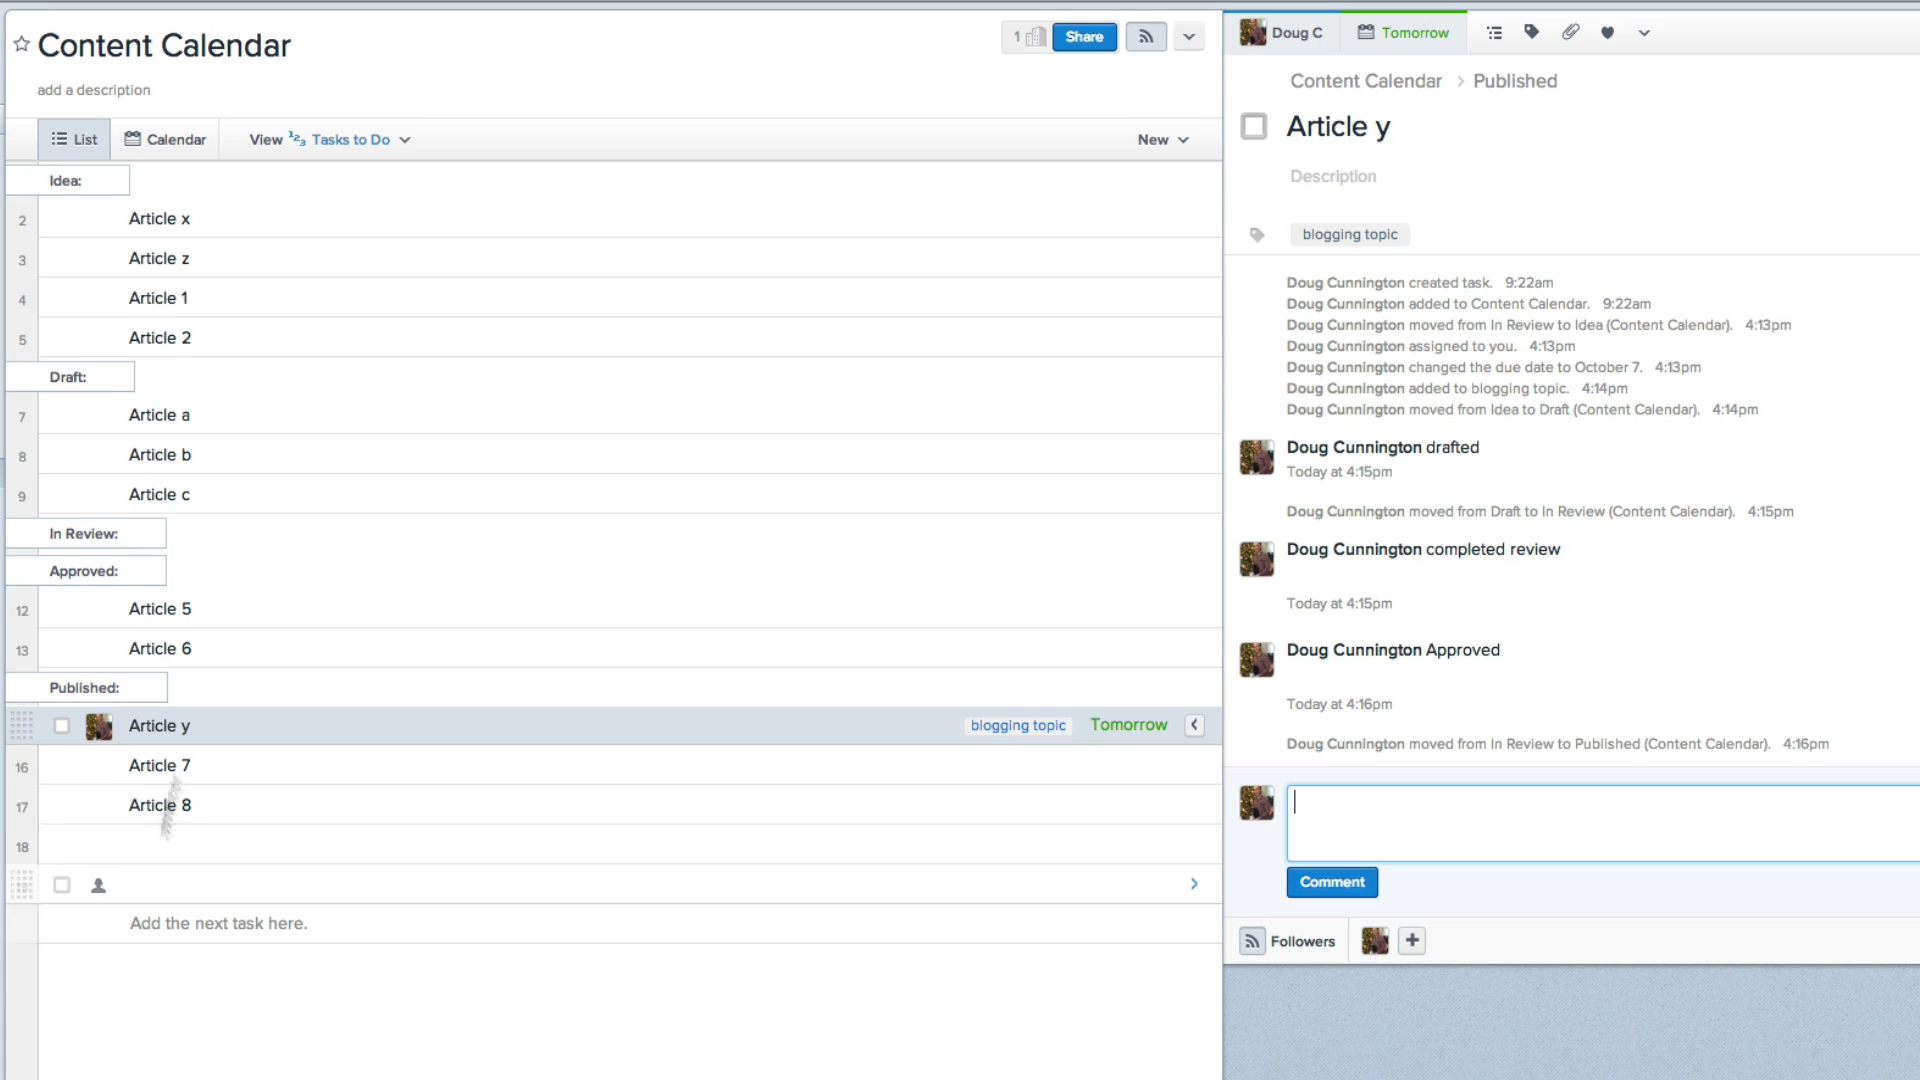 Content Calendar
add a description
1
Share
List
Calendar
View
Tasks to Do
New
Idea:
2 Article x
3 Article z
4 Article 1
5 Article 2
Draft:
7 Article a
8 Article b
9 Article c
In Review:
Approved:
12 Article 5
13 Article 6
Published:
Article y blogging topic Tomorrow
16 Article 7
17 Article 8
18
Add the next task here.
Doug C
Tomorrow
Content Calendar > Published
Article y
Description
blogging topic
Doug Cunnington created task. 9:22am
Doug Cunnington added to Content Calendar. 9:22am
Doug Cunnington moved from In Review to Idea (Content Calendar). 4:13pm
Doug Cunnington assigned to you. 4:13pm
Doug Cunnington changed the due date to October 7. 4:13pm
Doug Cunnington added to blogging topic. 4:14pm
Doug Cunnington moved from Idea to Draft (Content Calendar). 4:14pm
Doug Cunnington drafted
Today at 4:15pm
Doug Cunnington moved from Draft to In Review (Content Calendar). 4:15pm
Doug Cunnington completed review
Today at 4:15pm
Doug Cunnington Approved
Today at 4:16pm
Doug Cunnington moved from In Review to Published (Content Calendar). 4:16pm
Comment
Followers